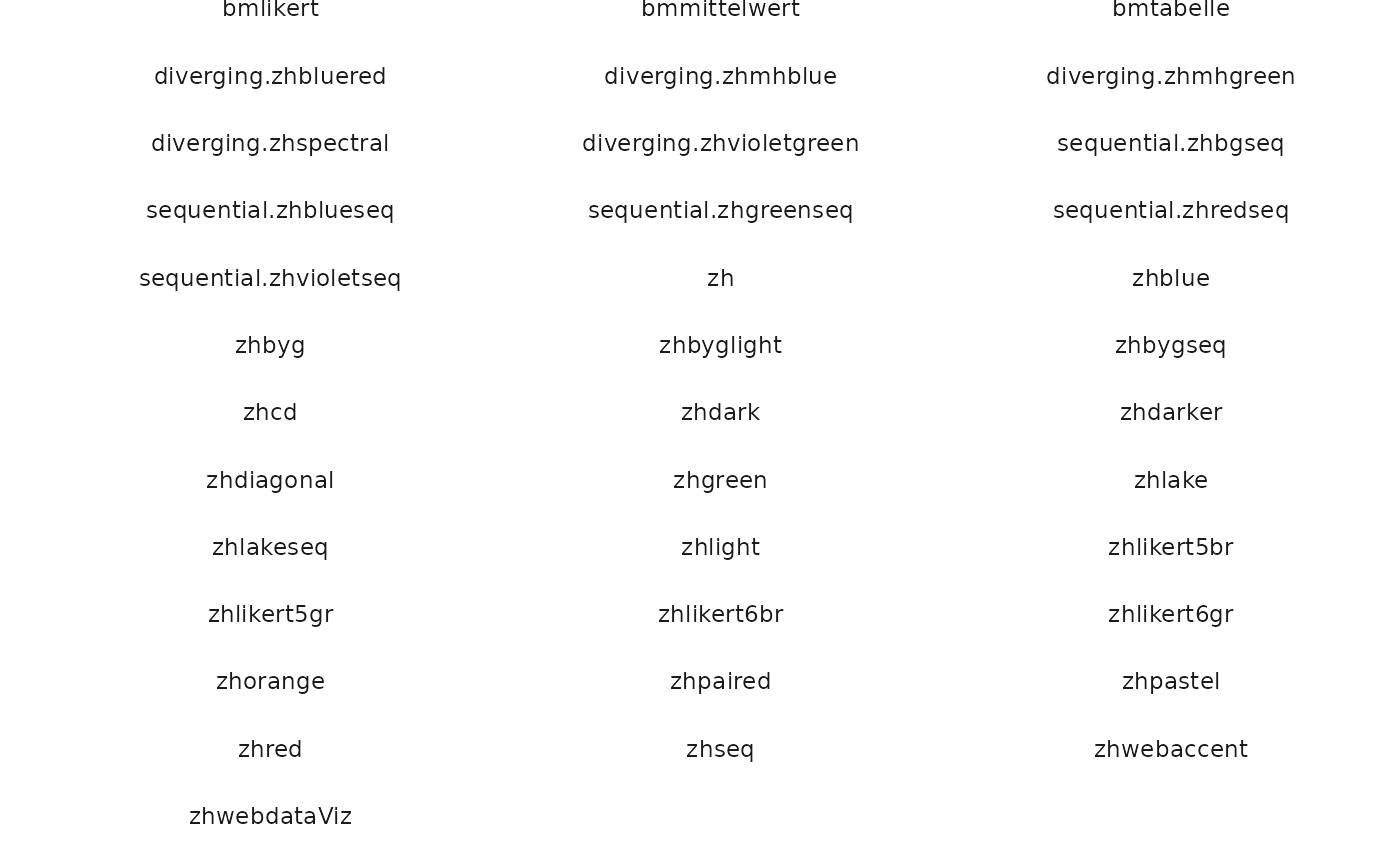 bmlikert bmmittelwert bmtabelle
diverging.zhbluered diverging.zhmhblue diverging.zhmhgreen
diverging.zhspectral diverging.zhvioletgreen sequential.zhbgseq
sequential.zhblueseq sequential.zhgreenseq sequential.zhredseq
sequential.zhvioletseq zh zhblue
zhbyg zhbyglight zhbygseq
zhcd zhdark zhdarker
zhdiagonal zhgreen zhlake
zhlakeseq zhlight zhlikert5br
zhlikert5gr zhlikert6br zhlikert6gr
zhorange zhpaired zhpastel
zhred zhseq zhwebaccent
zhwebdataViz